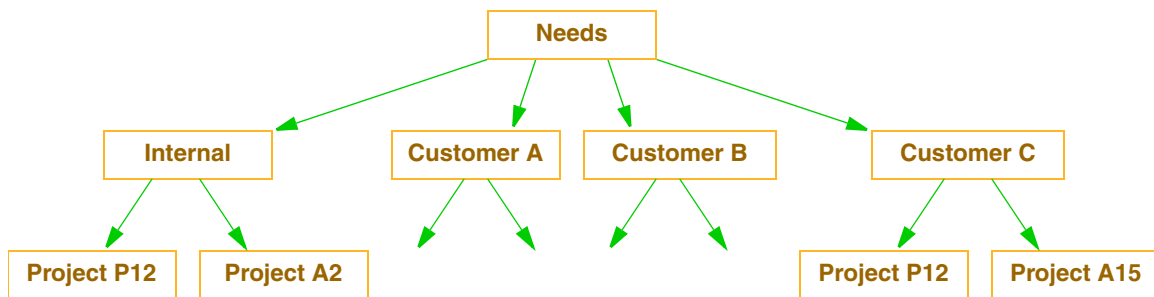 Needs
Internal
Customer A
Customer B
Customer C
Project P12
Project A2
Project P12
Project A15